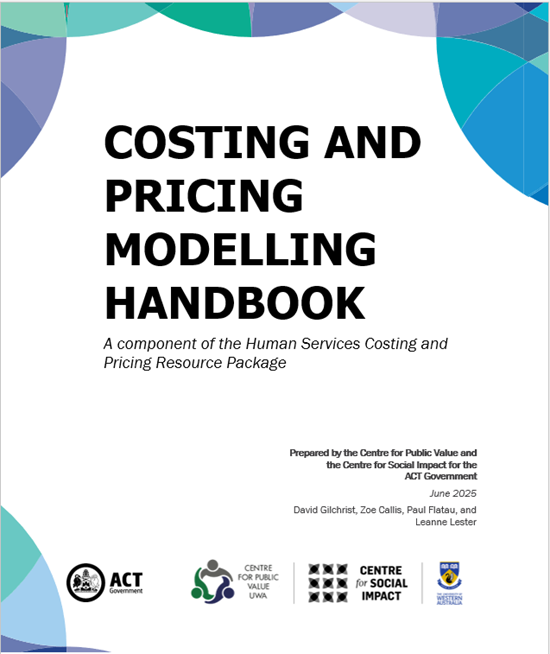 COSTING AND
PRICING
MODELLING
HANDBOOK
A component of the Human Services Costing and
Pricing Resource Package
Prepared by the Centre for Public Value and
the Centre for Social Impact for the
ACT Government
June 2025
David Gilchrist, Zoe Callis, Paul Flatau, and
Leanne Lester
ACT
Government
CENTRE
FOR PUBLIC
VALUE
UWA
CENTRE
for SOCIAL
IMPACT
THE UNIVERSITY OF
WESTERN
AUSTRALIA